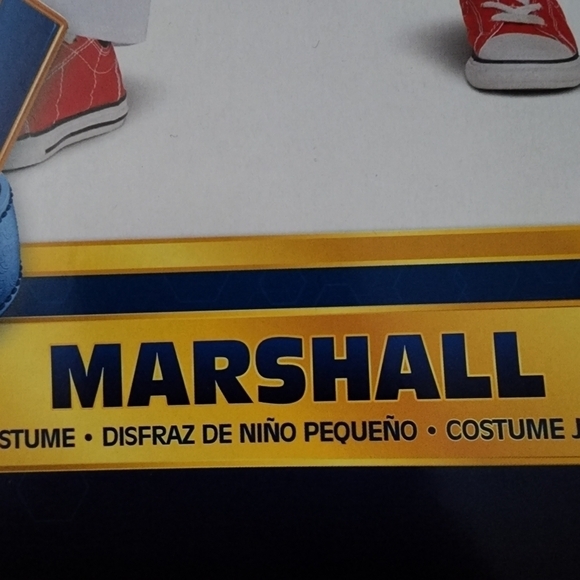 MARSHALL
STUME • DISFRAZ DE NIÑO PEQUEÑO • COSTUME J